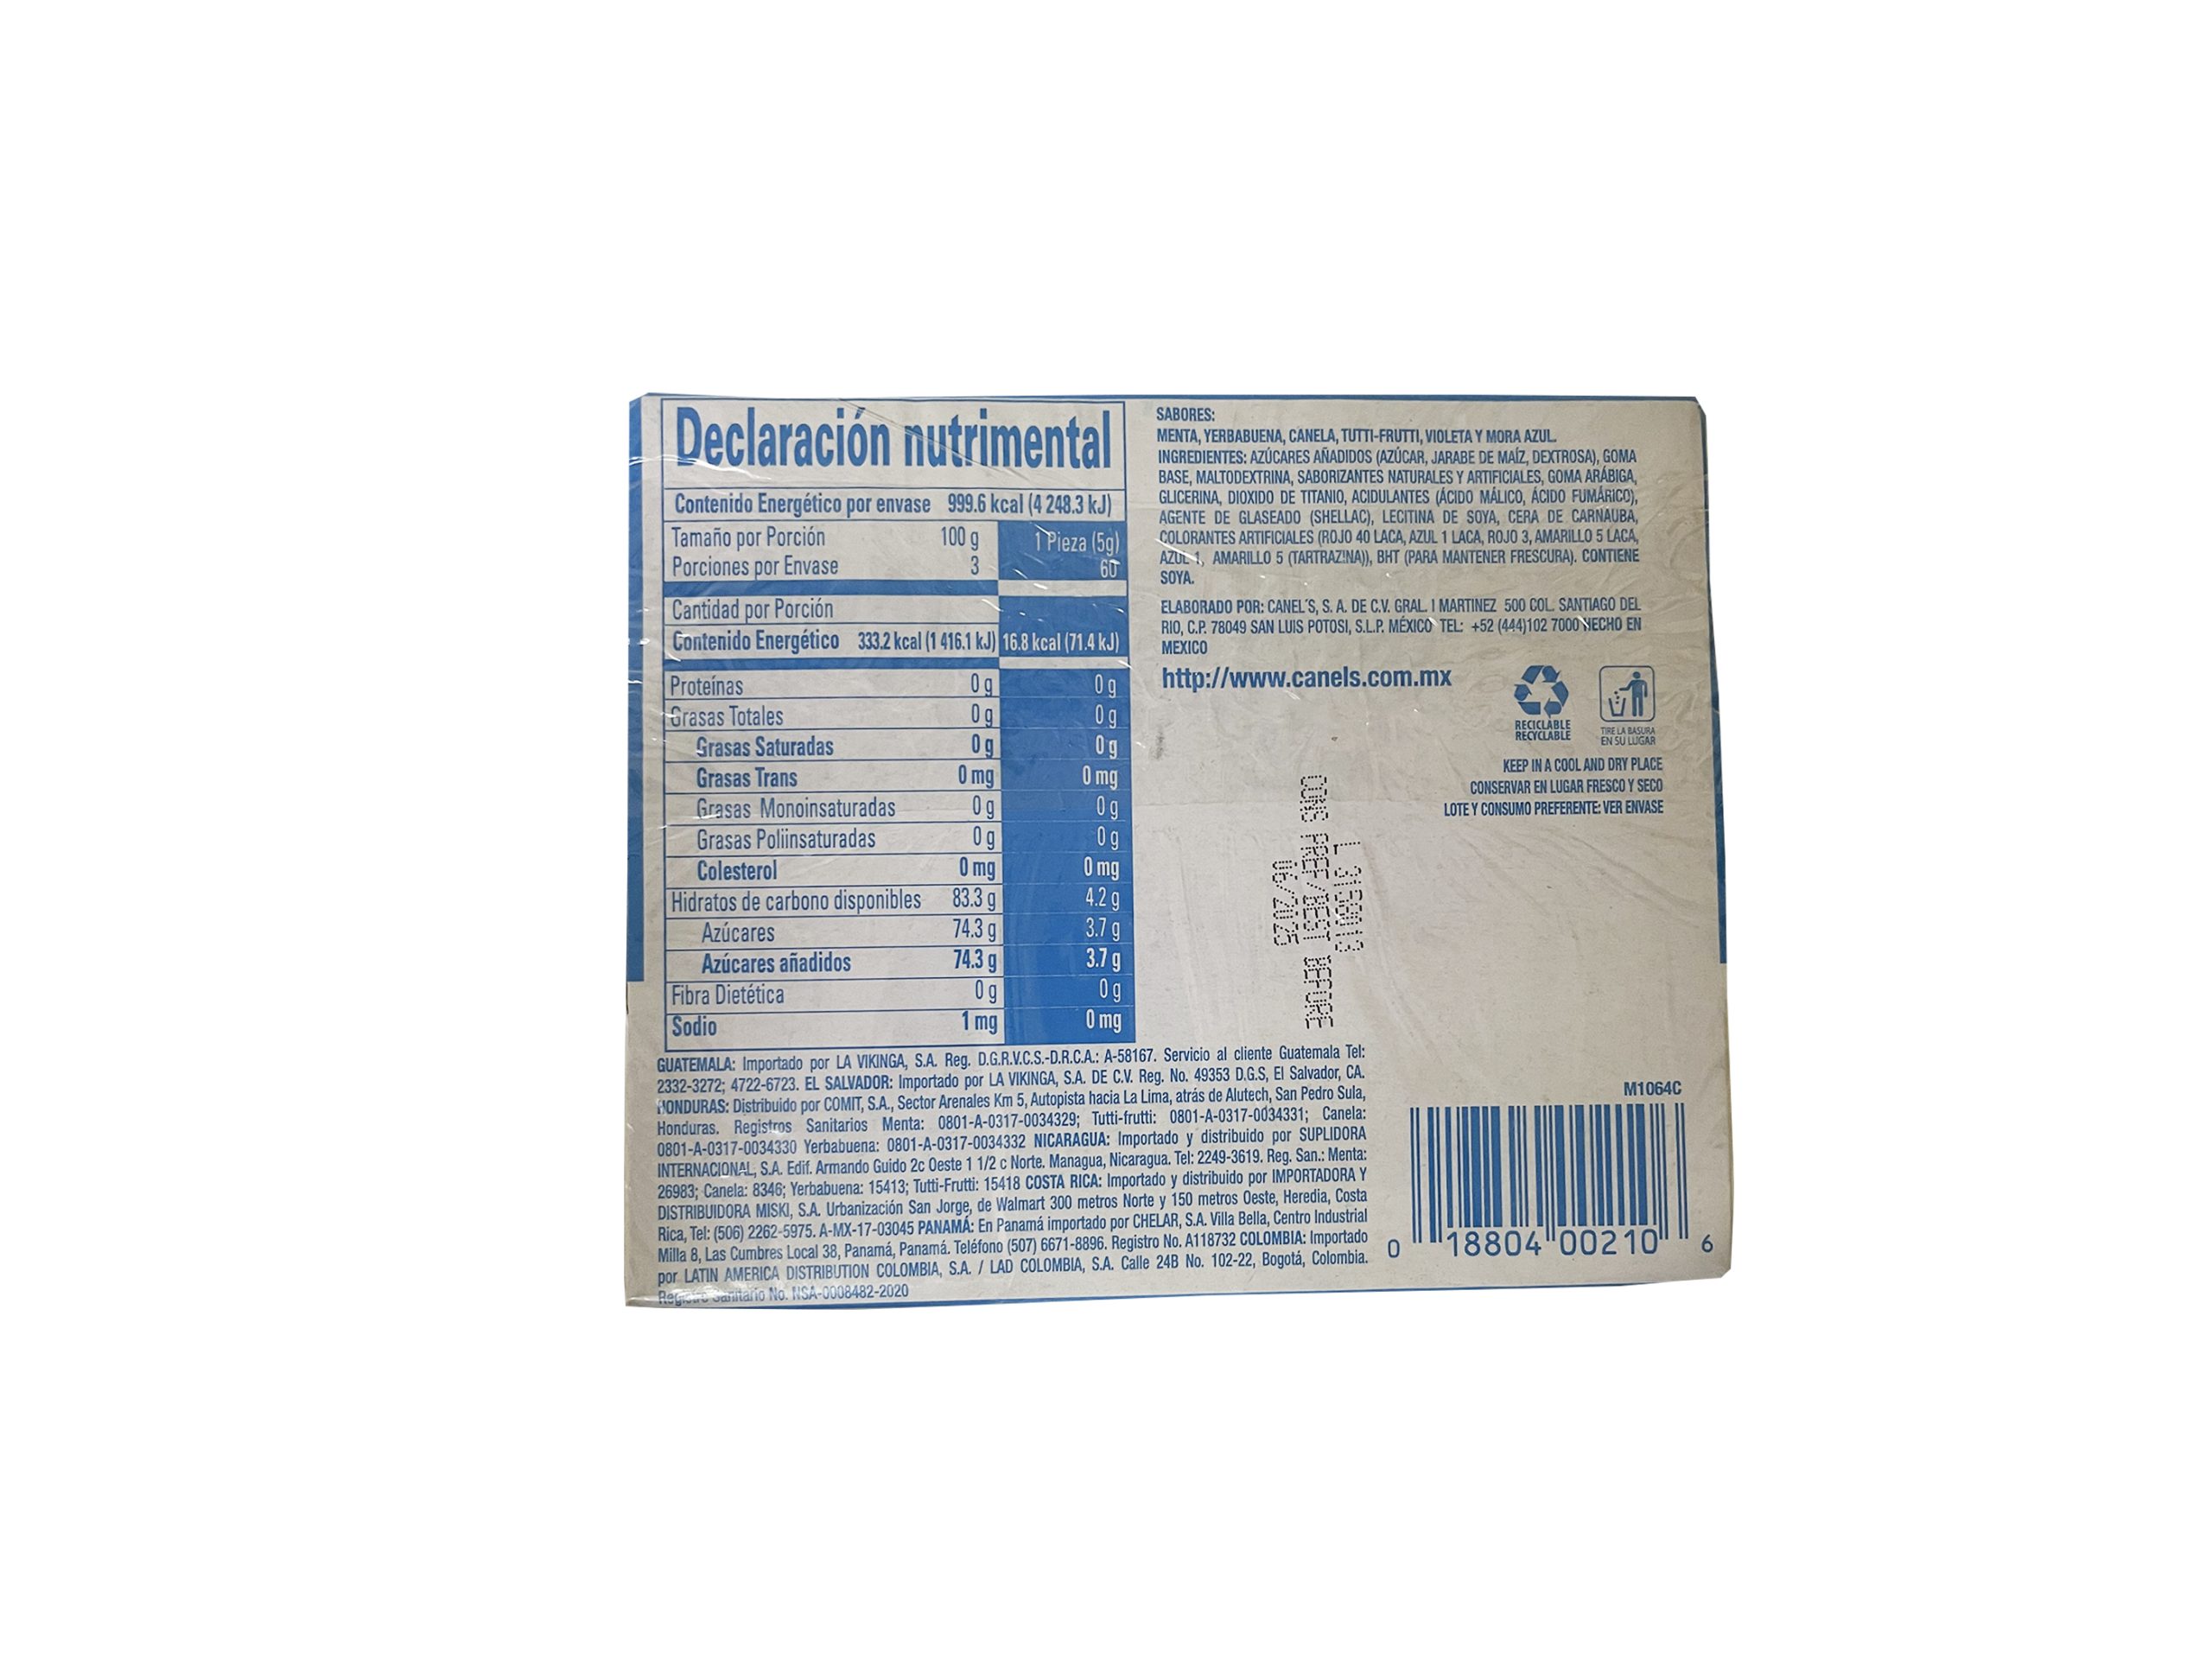 Declaración nutrimental
Contenido Energético por envase 999.6 kcal (4 248.3 kJ)
Tamaño por Porción 100 g 1 Pieza (5g)
Porciones por Envase 3 60
Cantidad por Porción
Contenido Energético 333.2 kcal (1 416.1 kJ) 16.8 kcal (71.4 kJ)
Proteínas 0 g 0 g
Grasas Totales 0 g 0 g
Grasas Saturadas 0 g 0 g
Grasas Trans 0 mg 0 mg
Grasas Monoinsaturadas 0 g 0 g
Grasas Poliinsaturadas 0 g 0 g
Colesterol 0 mg 0 mg
Hidratos de carbono disponibles 83.3 g 4.2 g
Azúcares 74.3 g 3.7 g
Azúcares añadidos 74.3 g 3.7 g
Fibra Dietética 0 g 0 g
Sodio 1 mg 0 mg
SABORES:
MENTA, YERBABUENA, CANELA, TUTTI-FRUTTI, VIOLETA Y MORA AZUL.
INGREDIENTES: AZÚCARES AÑADIDOS (AZÚCAR, JARABE DE MAÍZ, DEXTROSA), GOMA
BASE, MALTODEXTRINA, SABORIZANTES NATURALES Y ARTIFICIALES, GOMA ARÁBIGA,
GLICERINA, DIOXIDO DE TITANIO, ACIDULANTES (ÁCIDO MÁLICO, ÁCIDO FUMÁRICO),
AGENTE DE GLASEADO (SHELLAC), LECITINA DE SOYA, CERA DE CARNAUBA,
COLORANTES ARTIFICIALES (ROJO 40 LACA, AZUL 1 LACA, ROJO 3, AMARILLO 5 LACA,
AZUL 1, AMARILLO 5 (TARTRAZINA)), BHT (PARA MANTENER FRESCURA). CONTIENE
SOYA.
ELABORADO POR: CANEL'S, S. A. DE C.V. GRAL. I MARTINEZ 500 COL. SANTIAGO DEL
RIO, C.P. 78049 SAN LUIS POTOSI, S.L.P. MÉXICO TEL: +52 (444)102 7000 HECHO EN
MEXICO
http://www.canels.com.mx
RECICLABLE
RECYCLABLE
TIRE LA BASURA
EN SU LUGAR
KEEP IN A COOL AND DRY PLACE
CONSERVAR EN LUGAR FRESCO Y SECO
LOTE Y CONSUMO PREFERENTE: VER ENVASE
CONS PREF/BEST BEFORE
06/2025
GUATEMALA: Importado por LA VIKINGA, S.A. Reg. D.G.R.V.C.S.-D.R.C.A.: A-58167. Servicio al cliente Guatemala Tel:
2332-3272; 4722-6723. EL SALVADOR: Importado por LA VIKINGA, S.A. DE C.V. Reg. No. 49353 D.G.S, El Salvador, CA.
HONDURAS: Distribuido por COMIT, S.A., Sector Arenales Km 5, Autopista hacia La Lima, atrás de Alutech, San Pedro Sula,
Honduras. Registros Sanitarios Menta: 0801-A-0317-0034329; Tutti-frutti: 0801-A-0317-0034331; Canela:
0801-A-0317-0034330 Yerbabuena: 0801-A-0317-0034332 NICARAGUA: Importado y distribuido por SUPLIDORA
INTERNACIONAL, S.A. Edif. Armando Guido 2c Oeste 1 1/2 c Norte. Managua, Nicaragua. Tel: 2249-3619. Reg. San.: Menta:
26983; Canela: 8346; Yerbabuena: 15413; Tutti-Frutti: 15418 COSTA RICA: Importado y distribuido por IMPORTADORA Y
DISTRIBUIDORA MISKI, S.A. Urbanización San Jorge, de Walmart 300 metros Norte y 150 metros Oeste, Heredia, Costa
Rica, Tel: (506) 2262-5975. A-MX-17-03045 PANAMÁ: En Panamá importado por CHELAR, S.A. Villa Bella, Centro Industrial
Milla 8, Las Cumbres Local 38, Panamá, Panamá. Teléfono (507) 6671-8896. Registro No. A118732 COLOMBIA: Importado
por LATIN AMERICA DISTRIBUTION COLOMBIA, S.A. / LAD COLOMBIA, S.A. Calle 24B No. 102-22, Bogotá, Colombia.
Registro Sanitario No. NSA-0008482-2020
M1064C
0 18804 00210 6